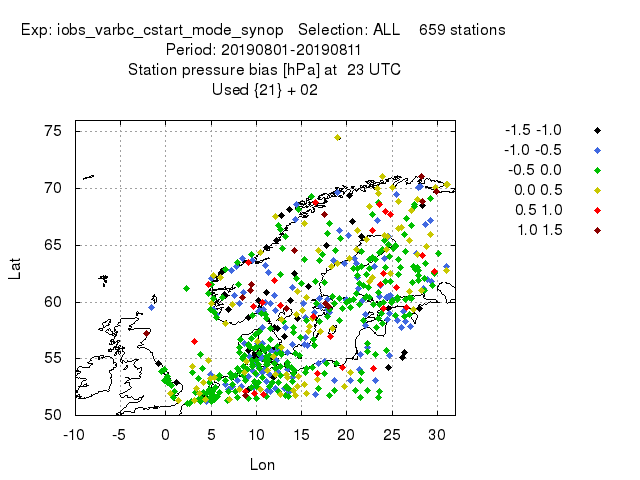 Exp: iobs_varbc_cstart_mode_synop   Selection: ALL    659 stations
Period: 20190801-20190811
Station pressure bias [hPa] at  23 UTC
Used {21} + 02
-1.5 -1.0
-1.0 -0.5
-0.5 0.0
0.0 0.5
0.5 1.0
1.0 1.5
75
70
65
60
55
50
Lat
-10 -5 0 5 10 15 20 25 30
Lon